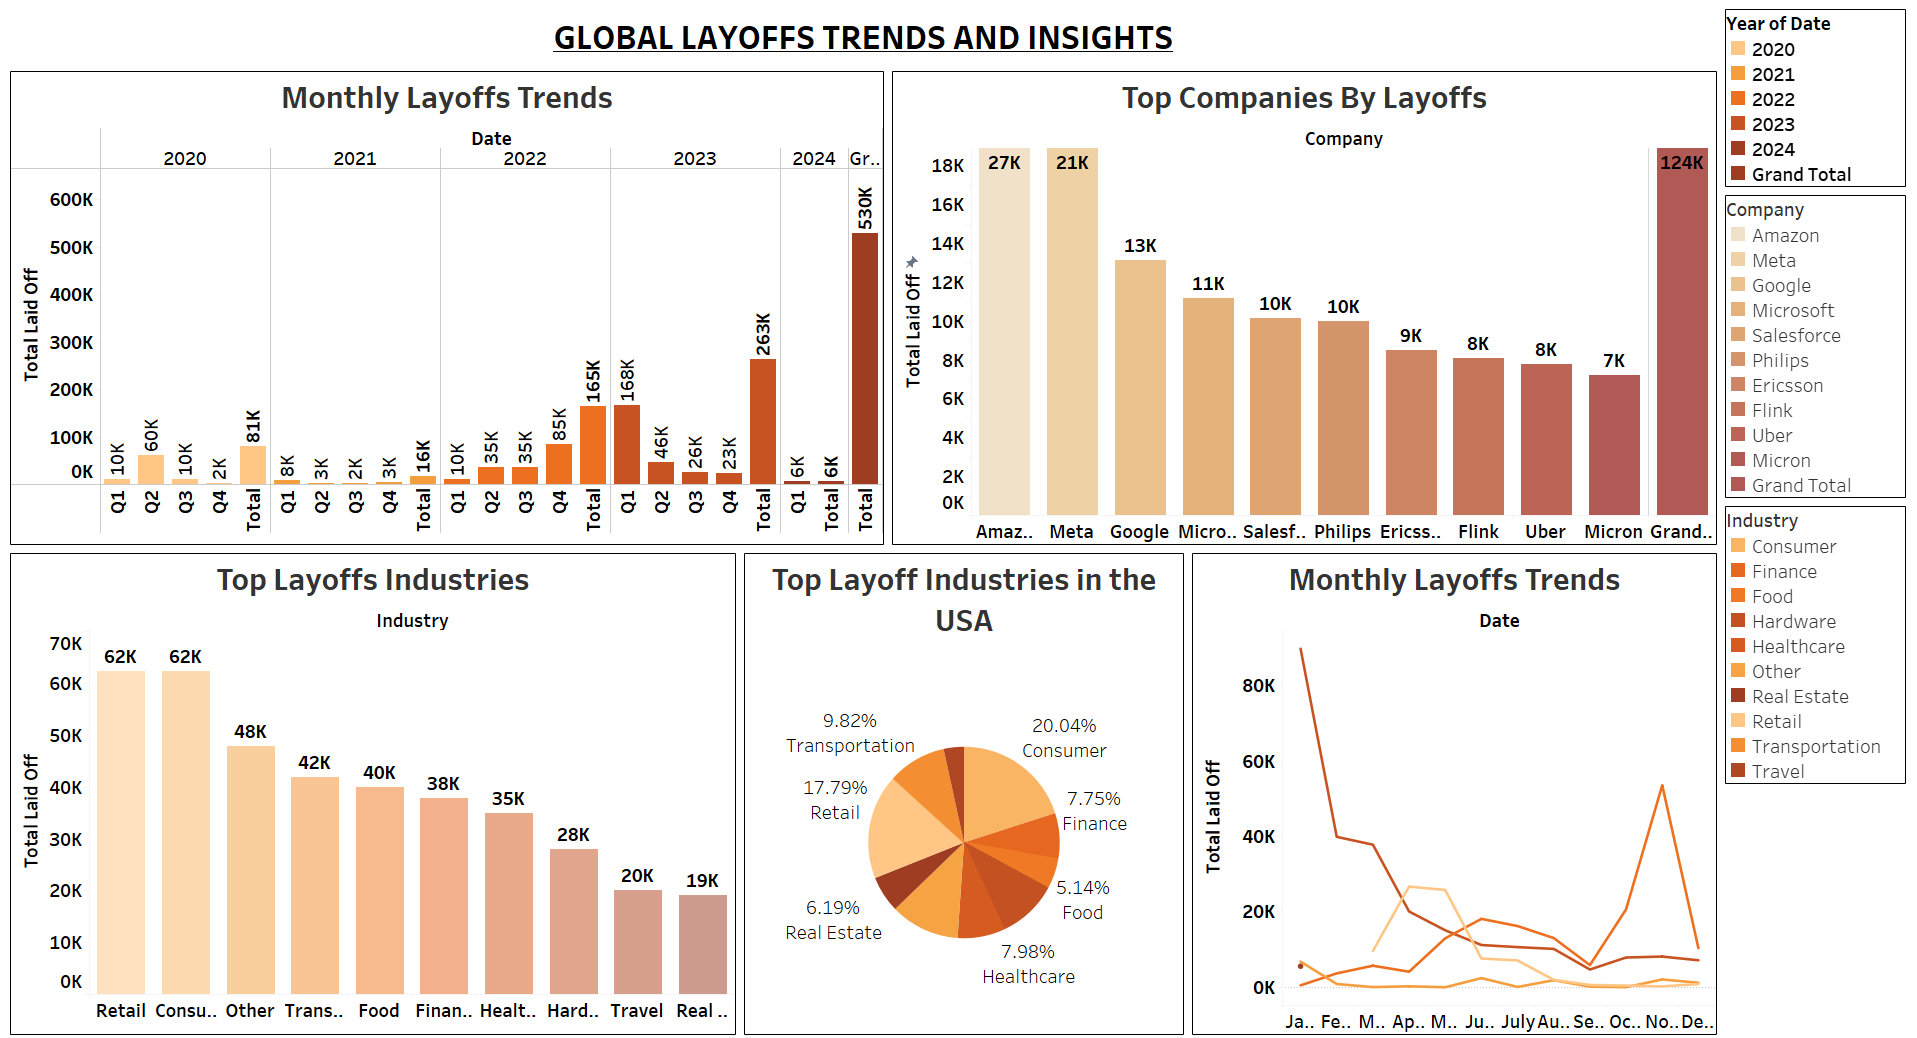 GLOBAL LAYOFFS TRENDS AND INSIGHTS
Monthly Layoffs Trends
Date
2020 2021 2022 2023 2024 Gr..
Total Laid Off
600K
500K
400K
300K
200K
100K
0K
10K 60K 10K 2K 81K 8K 3K 2K 3K 16K 10K 35K 35K 85K 165K 168K 46K 26K 23K 263K 6K 6K 530K
Q1 Q2 Q3 Q4 Total Q1 Q2 Q3 Q4 Total Q1 Q2 Q3 Q4 Total Q1 Q2 Q3 Q4 Total Q1 Total Total
Top Companies By Layoffs
Company
Total Laid Off
18K
16K
14K
12K
10K
8K
6K
4K
2K
0K
27K 21K 13K 11K 10K 10K 9K 8K 8K 7K 124K
Amaz.. Meta Google Micro.. Salesf.. Philips Ericss.. Flink Uber Micron Grand..
Year of Date
2020
2021
2022
2023
2024
Grand Total
Company
Amazon
Meta
Google
Microsoft
Salesforce
Philips
Ericsson
Flink
Uber
Micron
Grand Total
Industry
Consumer
Finance
Food
Hardware
Healthcare
Other
Real Estate
Retail
Transportation
Travel
Top Layoffs Industries
Industry
Total Laid Off
70K
60K
50K
40K
30K
20K
10K
0K
62K 62K 48K 42K 40K 38K 35K 28K 20K 19K
Retail Consu.. Other Trans.. Food Finan.. Healt.. Hard.. Travel Real ..
Top Layoff Industries in the
USA
20.04%
Consumer
7.75%
Finance
5.14%
Food
7.98%
Healthcare
6.19%
Real Estate
17.79%
Retail
9.82%
Transportation
Monthly Layoffs Trends
Date
Total Laid Off
80K
60K
40K
20K
0K
Ja.. Fe.. M.. Ap.. M.. Ju.. July Au.. Se.. Oc.. No.. De..